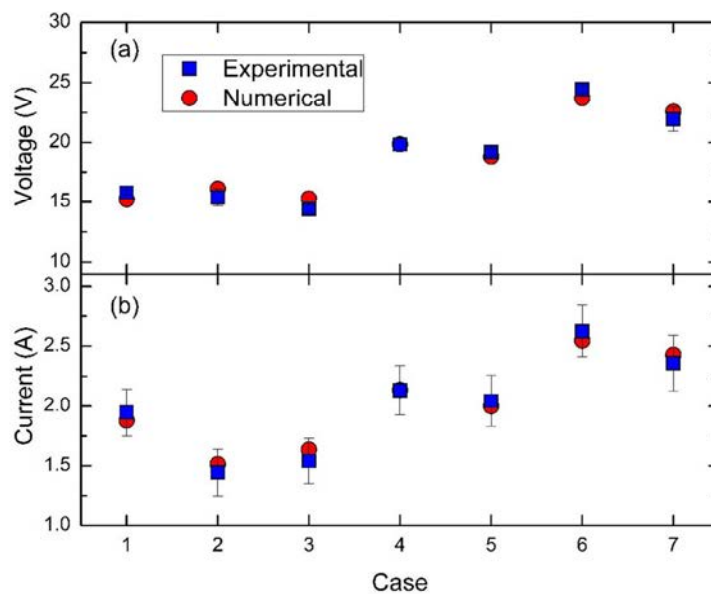 30
(a)
Experimental
Numerical
25
20
15
10
Voltage (V)
3.0
(b)
2.5
2.0
1.5
1.0
Current (A)
1 2 3 4 5 6 7
Case